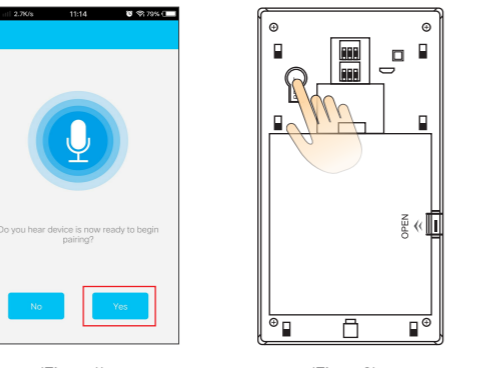 2.7K/s 11:14 79%
Do you hear device is now ready to begin
pairing?
No
Yes
OPEN